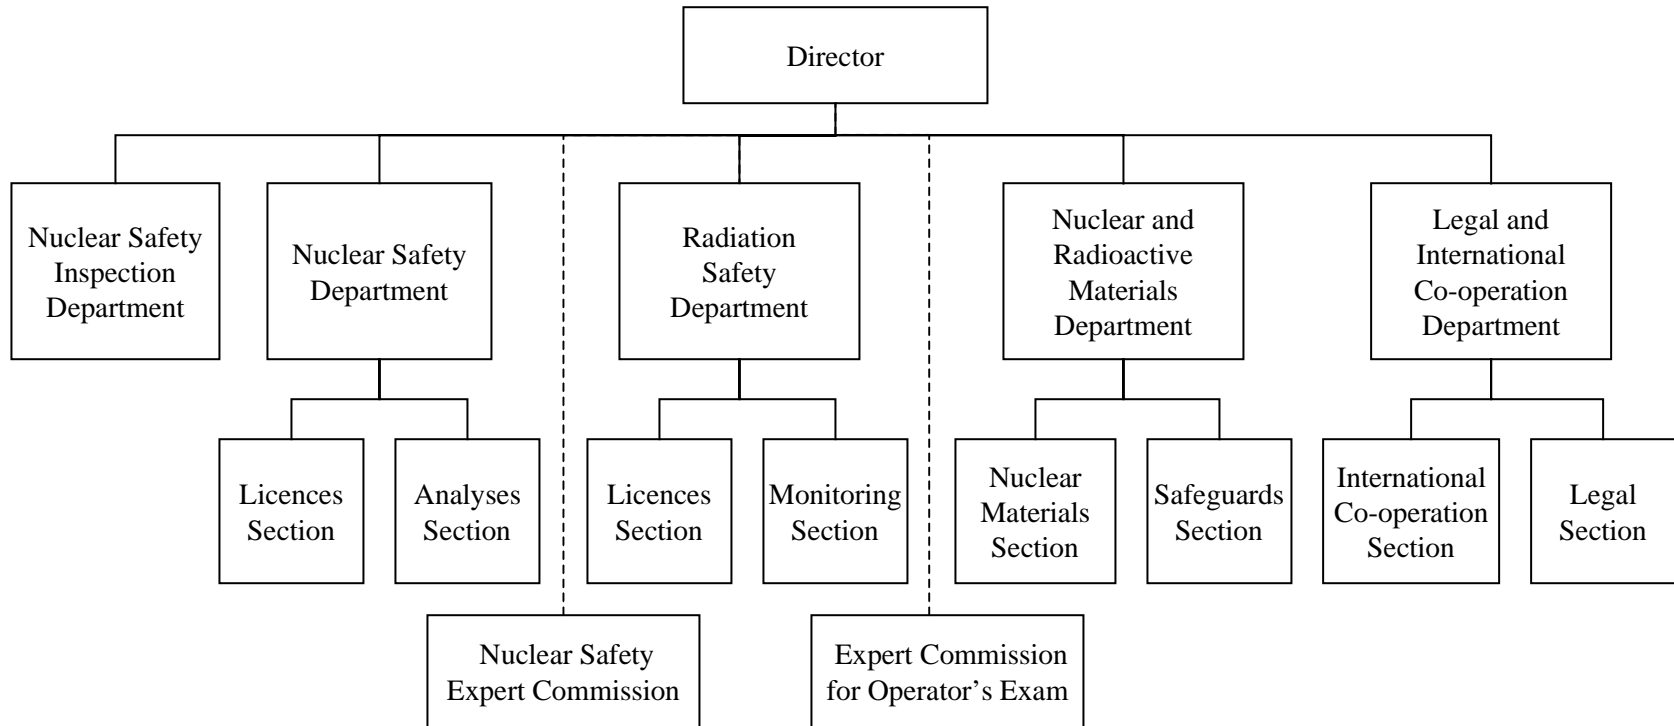 Director
Nuclear Safety
Inspection
Department
Nuclear Safety
Department
Radiation
Safety
Department
Nuclear and
Radioactive
Materials
Department
Legal and
International
Co-operation
Department
Licences
Section
Analyses
Section
Licences
Section
Monitoring
Section
Nuclear
Materials
Section
Safeguards
Section
International
Co-operation
Section
Legal
Section
Nuclear Safety
Expert Commission
Expert Commission
for Operator’s Exam